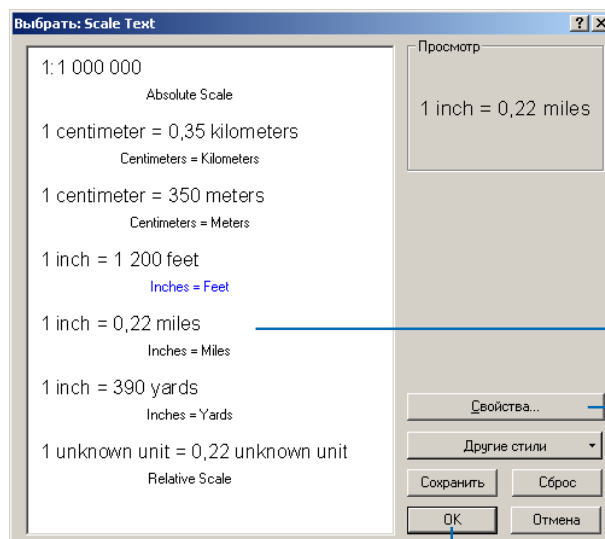 Выбрать: Scale Text
1:1 000 000
Absolute Scale
1 centimeter = 0,35 kilometers
Centimeters = Kilometers
1 centimeter = 350 meters
Centimeters = Meters
1 inch = 1 200 feet
Inches = Feet
1 inch = 0,22 miles
Inches = Miles
1 inch = 390 yards
Inches = Yards
1 unknown unit = 0,22 unknown unit
Relative Scale
Просмотр
1 inch = 0,22 miles
Свойства...
Другие стили
Сохранить Сброс
OK Отмена